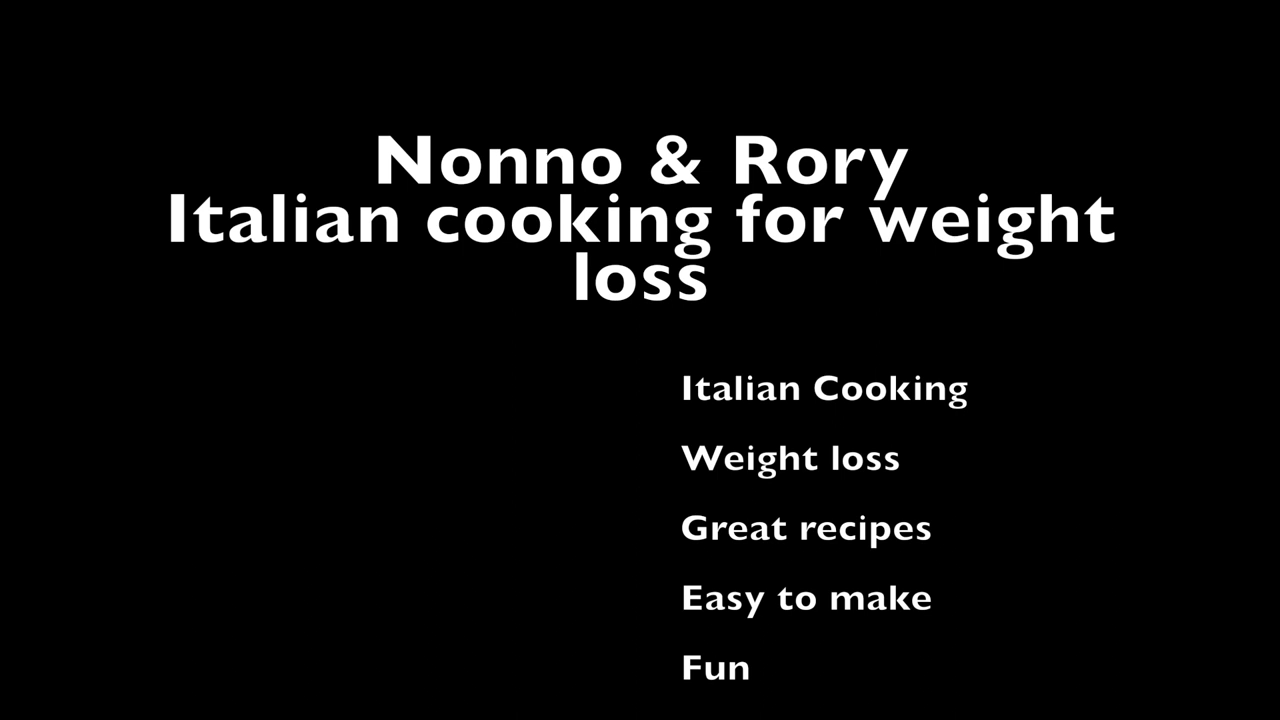 Nonno & Rory
Italian cooking for weight
loss
Italian Cooking
Weight loss
Great recipes
Easy to make
Fun